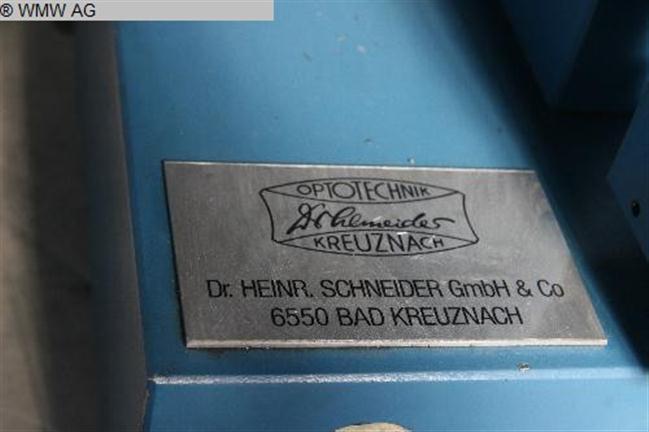 ® WMW AG
OPTOTECHNIK
Dr. Schneider
KREUZNACH
Dr. HEINR. SCHNEIDER GmbH & Co
6550 BAD KREUZNACH